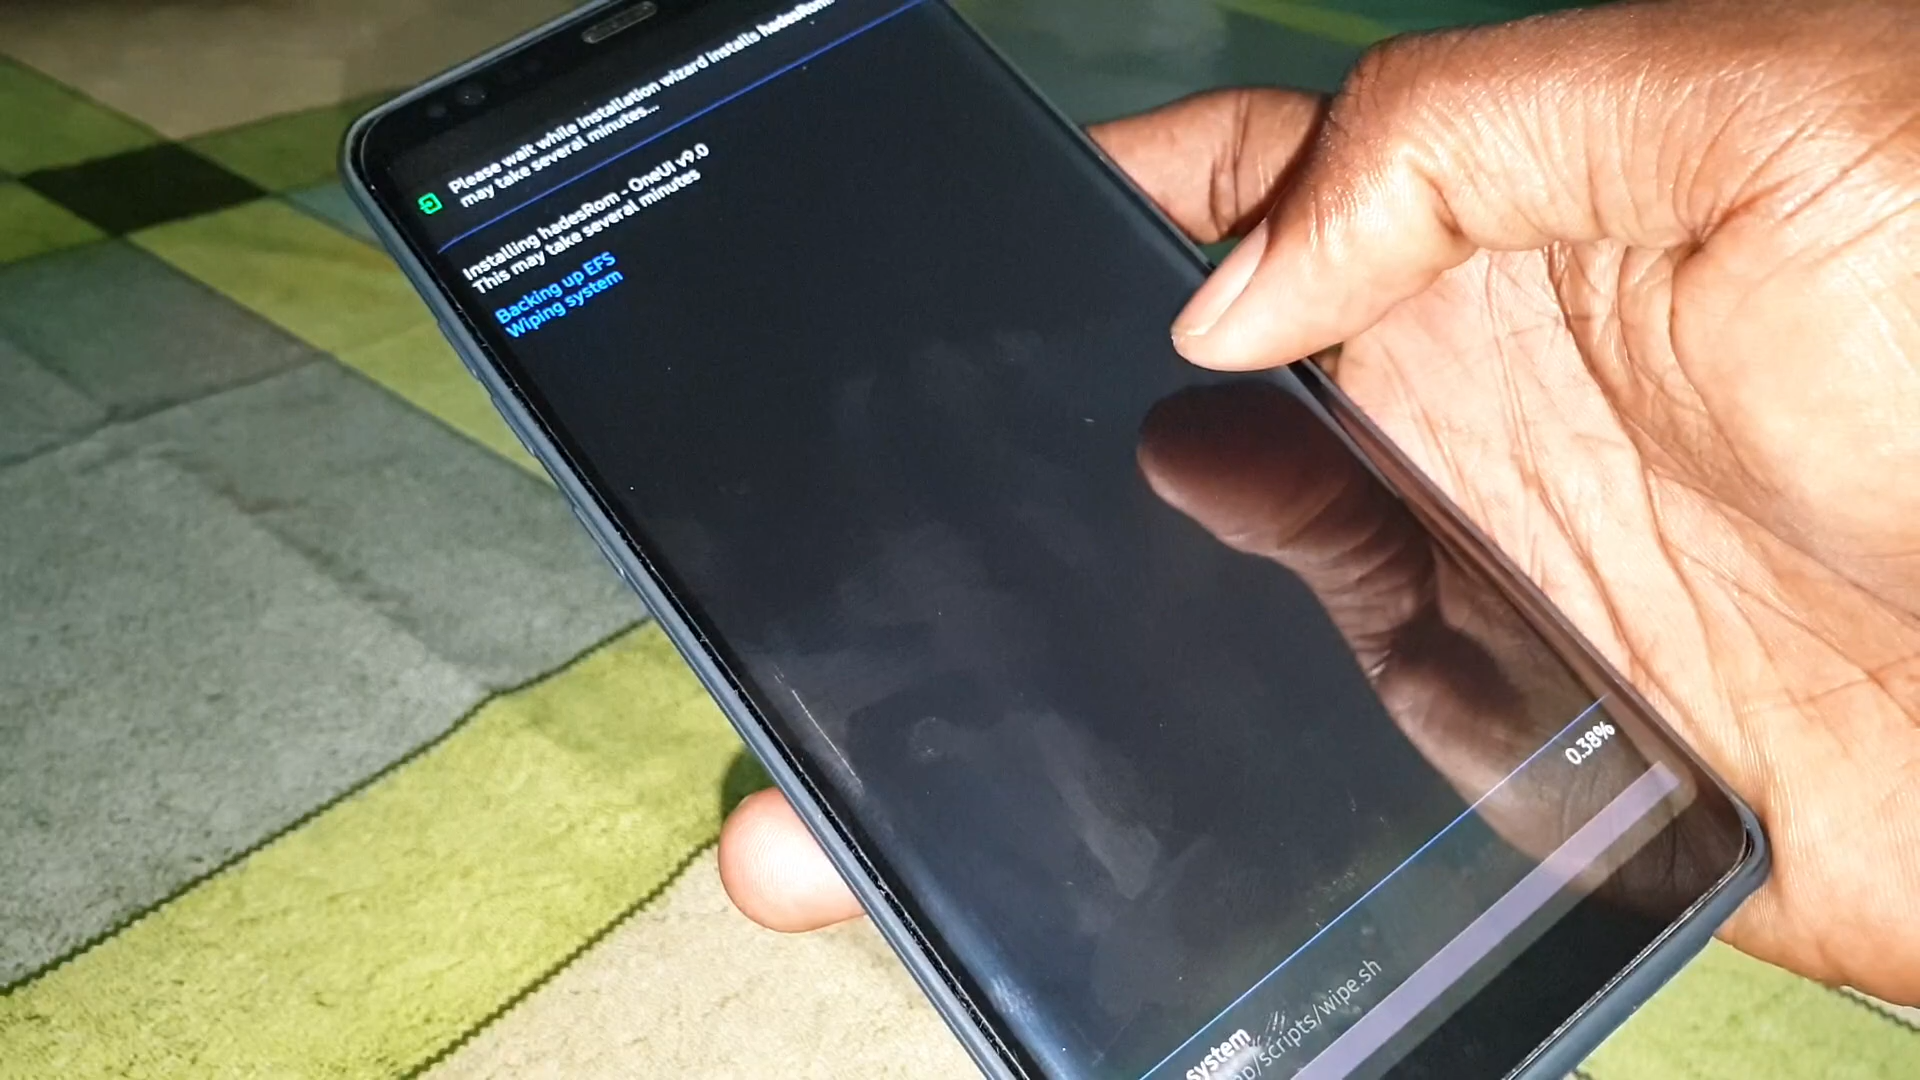 Please wait while installation wizard installs hadesRom.
may take several minutes...
Installing hadesRom - OneUI v9.0
This may take several minutes
Backing up EFS
Wiping system
0.38%
system
/scripts/wipe.sh